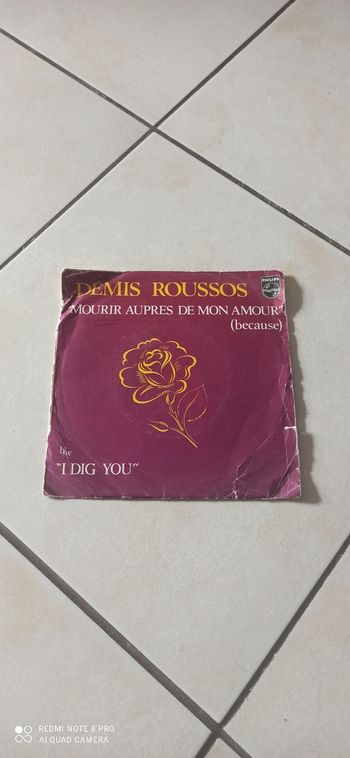 DEMIS ROUSSOS
PHILIPS
"MOURIR AUPRES DE MON AMOUR"
(because)
b/w
"I DIG YOU"
REDMI NOTE 8 PRO
AI QUAD CAMERA